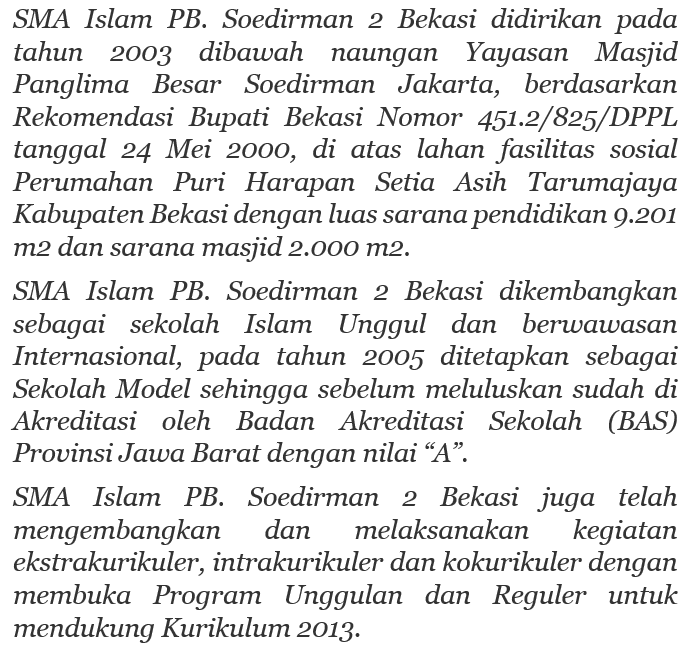 SMA Islam PB. Soedirman 2 Bekasi didirikan pada
tahun 2003 dibawah naungan Yayasan Masjid
Panglima Besar Soedirman Jakarta, berdasarkan
Rekomendasi Bupati Bekasi Nomor 451.2/825/DPPL
tanggal 24 Mei 2000, di atas lahan fasilitas sosial
Perumahan Puri Harapan Setia Asih Tarumajaya
Kabupaten Bekasi dengan luas sarana pendidikan 9.201
m2 dan sarana masjid 2.000 m2.
SMA Islam PB. Soedirman 2 Bekasi dikembangkan
sebagai sekolah Islam Unggul dan berwawasan
Internasional, pada tahun 2005 ditetapkan sebagai
Sekolah Model sehingga sebelum meluluskan sudah di
Akreditasi oleh Badan Akreditasi Sekolah (BAS)
Provinsi Jawa Barat dengan nilai “A”.
SMA Islam PB. Soedirman 2 Bekasi juga telah
mengembangkan dan melaksanakan kegiatan
ekstrakurikuler, intrakurikuler dan kokurikuler dengan
membuka Program Unggulan dan Reguler untuk
mendukung Kurikulum 2013.